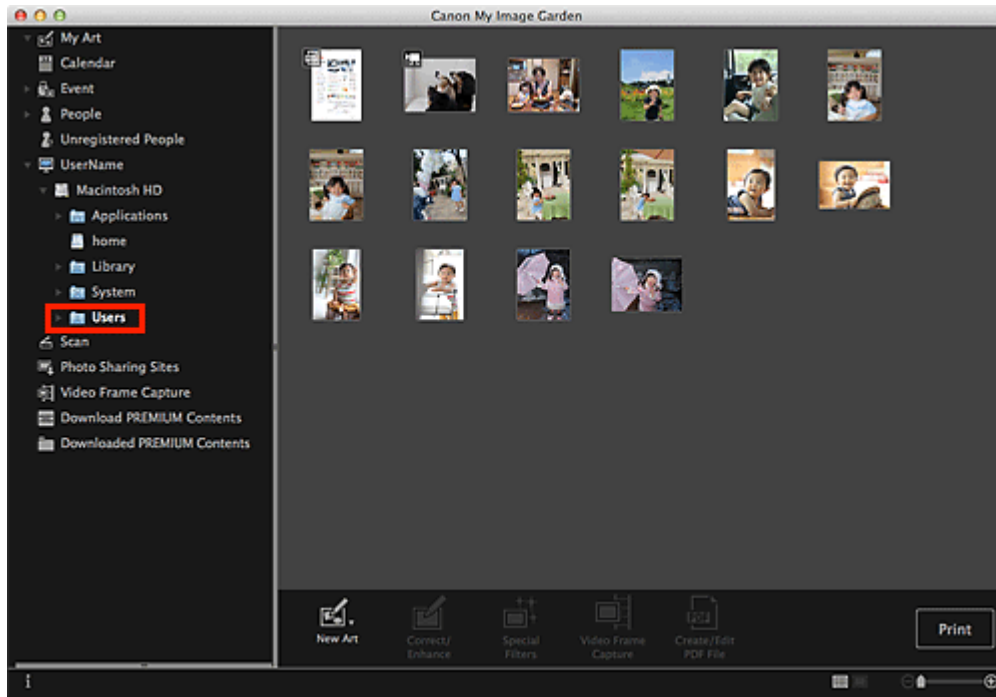 Canon My Image Garden
My Art
Calendar
Event
People
Unregistered People
UserName
Macintosh HD
Applications
home
Library
System
Users
Scan
Photo Sharing Sites
Video Frame Capture
Download PREMIUM Contents
Downloaded PREMIUM Contents
New Art
Correct/
Enhance
Special
Filters
Video Frame
Capture
Create/Edit
PDF File
Print